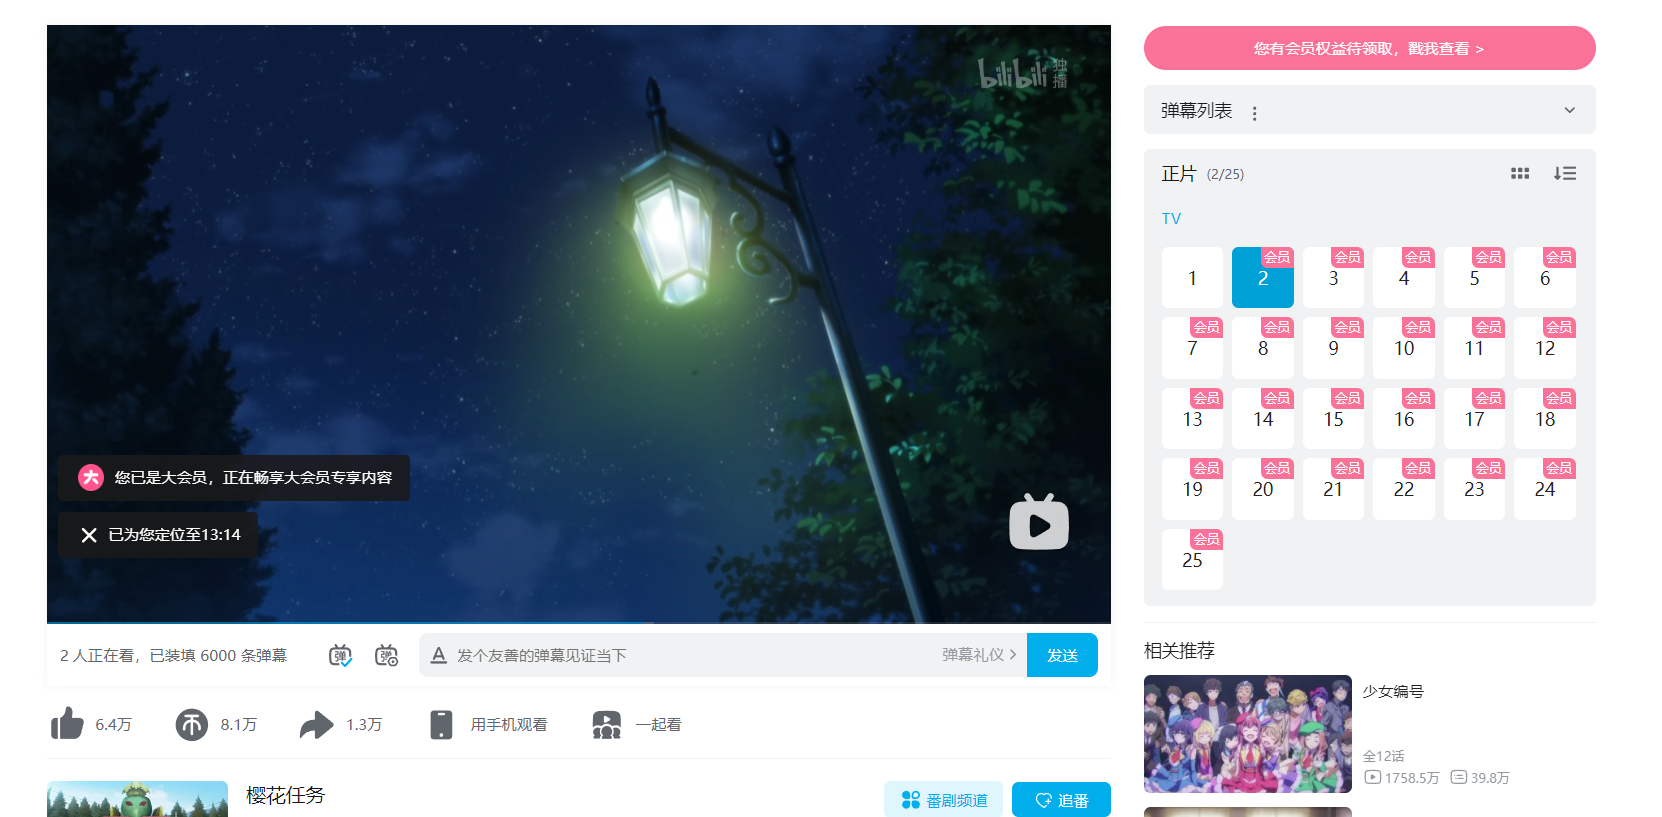 bilibili 独播
您已是大会员，正在畅享大会员专享内容
已为您定位至13:14
2 人正在看，已装填 6000 条弹幕
发个友善的弹幕见证当下
弹幕礼仪 >
发送
6.4万
8.1万
1.3万
用手机观看
一起看
樱花任务
番剧频道
追番
您有会员权益待领取，戳我查看 >
弹幕列表
正片 (2/25)
TV
1
2 会员
3 会员
4 会员
5 会员
6 会员
7 会员
8 会员
9 会员
10 会员
11 会员
12 会员
13 会员
14 会员
15 会员
16 会员
17 会员
18 会员
19 会员
20 会员
21 会员
22 会员
23 会员
24 会员
25 会员
相关推荐
少女编号
全12话
1758.5万 39.8万